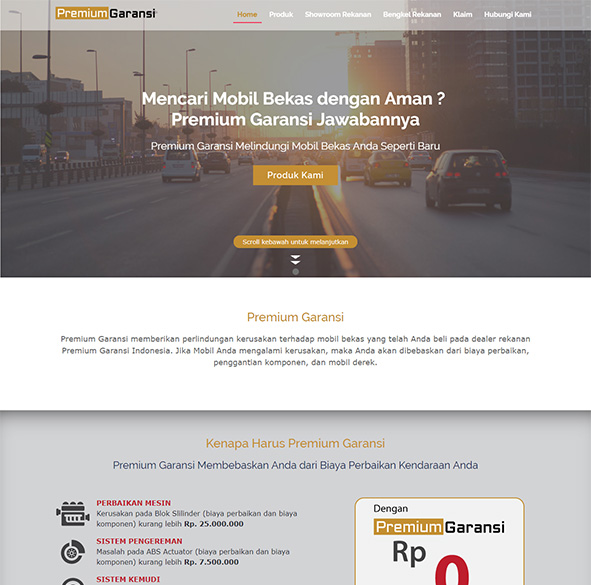 Premium Garansi
Home Produk Showroom Rekanan Bengkel Rekanan Klaim Hubungi Kami
Mencari Mobil Bekas dengan Aman ?
Premium Garansi Jawabannya
Premium Garansi Melindungi Mobil Bekas Anda Seperti Baru
Produk Kami
Scroll kebawah untuk melanjutkan
Premium Garansi
Premium Garansi memberikan perlindungan kerusakan terhadap mobil bekas yang telah Anda beli pada dealer rekanan
Premium Garansi Indonesia. Jika Mobil Anda mengalami kerusakan, maka Anda akan dibebaskan dari biaya perbaikan,
penggantian komponen, dan mobil derek.
Kenapa Harus Premium Garansi
Premium Garansi Membebaskan Anda dari Biaya Perbaikan Kendaraan Anda
PERBAIKAN MESIN
Kerusakan pada Blok Slilinder (biaya perbaikan dan biaya
komponen) kurang lebih Rp. 25.000.000
SISTEM PENGEREMAN
Masalah pada ABS Actuator (biaya perbaikan dan biaya
komponen) kurang lebih Rp. 7.500.000
SISTEM KEMUDI
Dengan
Premium Garansi
Rp 0